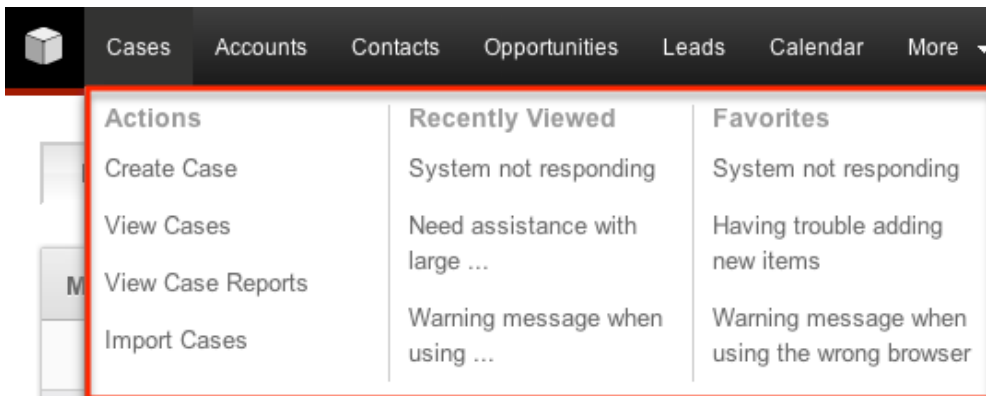 Cases Accounts Contacts Opportunities Leads Calendar More
Actions
Create Case
View Cases
View Case Reports
Import Cases
Recently Viewed
System not responding
Need assistance with
large ...
Warning message when
using ...
Favorites
System not responding
Having trouble adding
new items
Warning message when
using the wrong browser